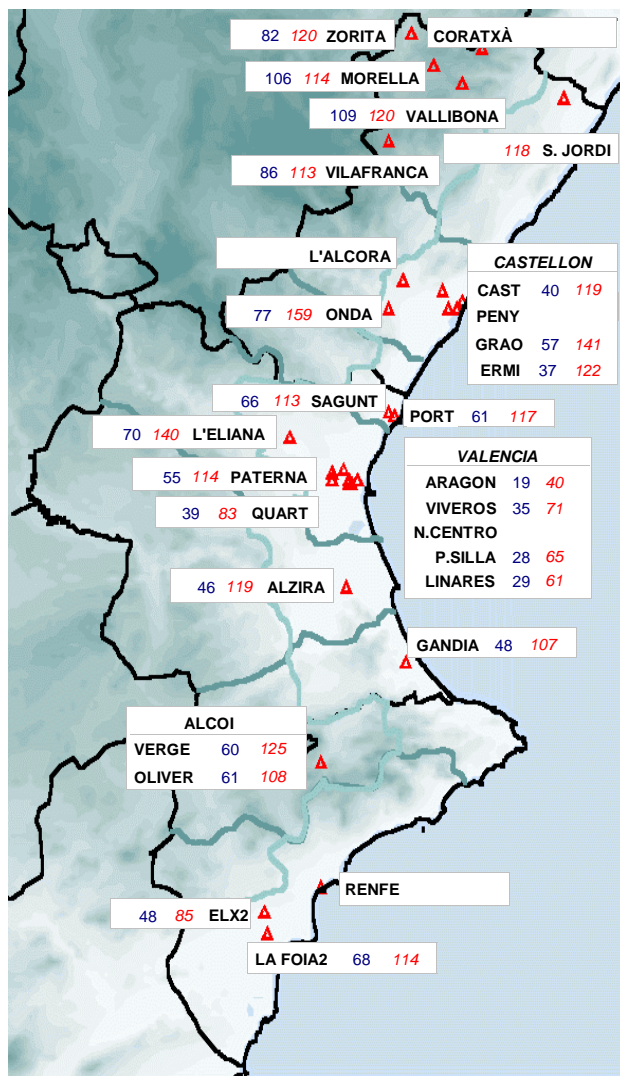 82 120 ZORITA
CORATXÀ
106 114 MORELLA
109 120 VALLIBONA
118 S. JORDI
86 113 VILAFRANCA
L'ALCORA
CASTELLON
CAST 40 119
PENY
GRAO 57 141
ERMI 37 122
77 159 ONDA
66 113 SAGUNT
PORT 61 117
70 140 L'ELIANA
VALENCIA
ARAGON 19 40
VIVEROS 35 71
N.CENTRO
P.SILLA 28 65
LINARES 29 61
55 114 PATERNA
39 83 QUART
46 119 ALZIRA
GANDIA 48 107
ALCOI
VERGE 60 125
OLIVER 61 108
RENFE
48 85 ELX2
LA FOIA2 68 114